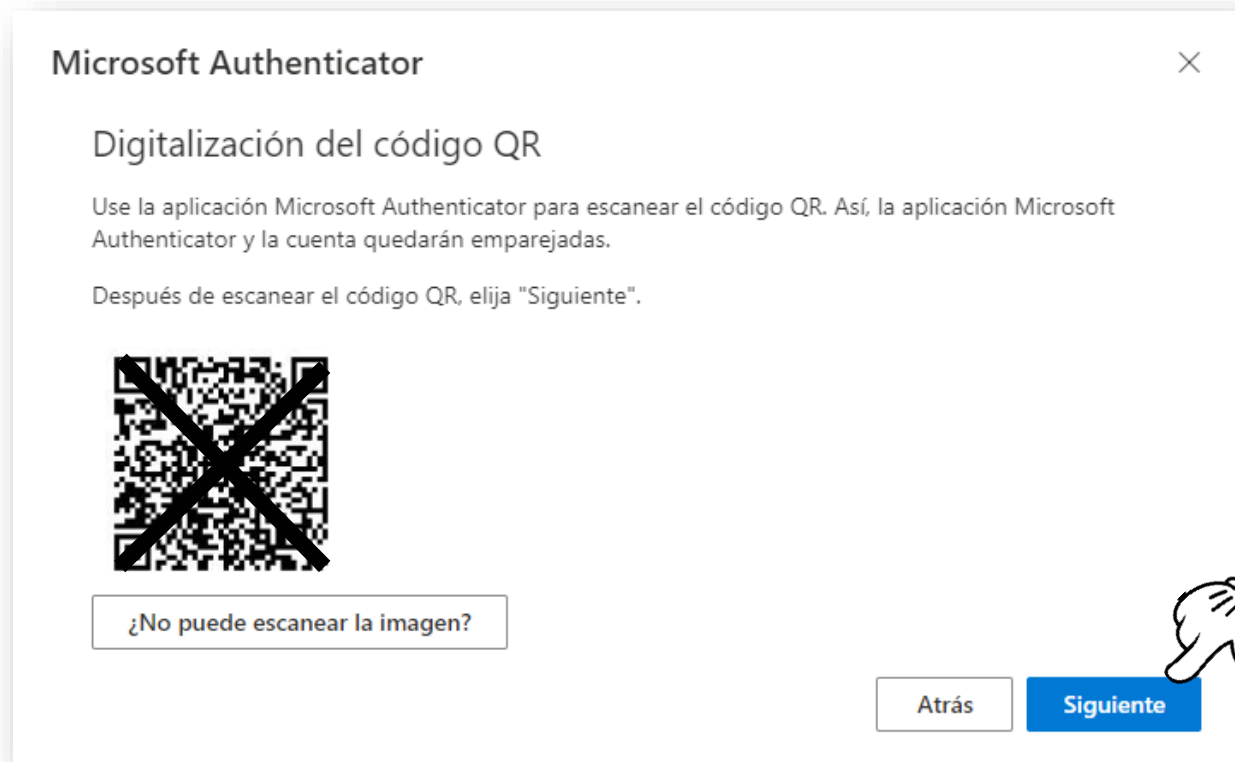 Microsoft Authenticator
Digitalización del código QR
Use la aplicación Microsoft Authenticator para escanear el código QR. Así, la aplicación Microsoft
Authenticator y la cuenta quedarán emparejadas.
Después de escanear el código QR, elija "Siguiente".
¿No puede escanear la imagen?
Atrás
Siguiente